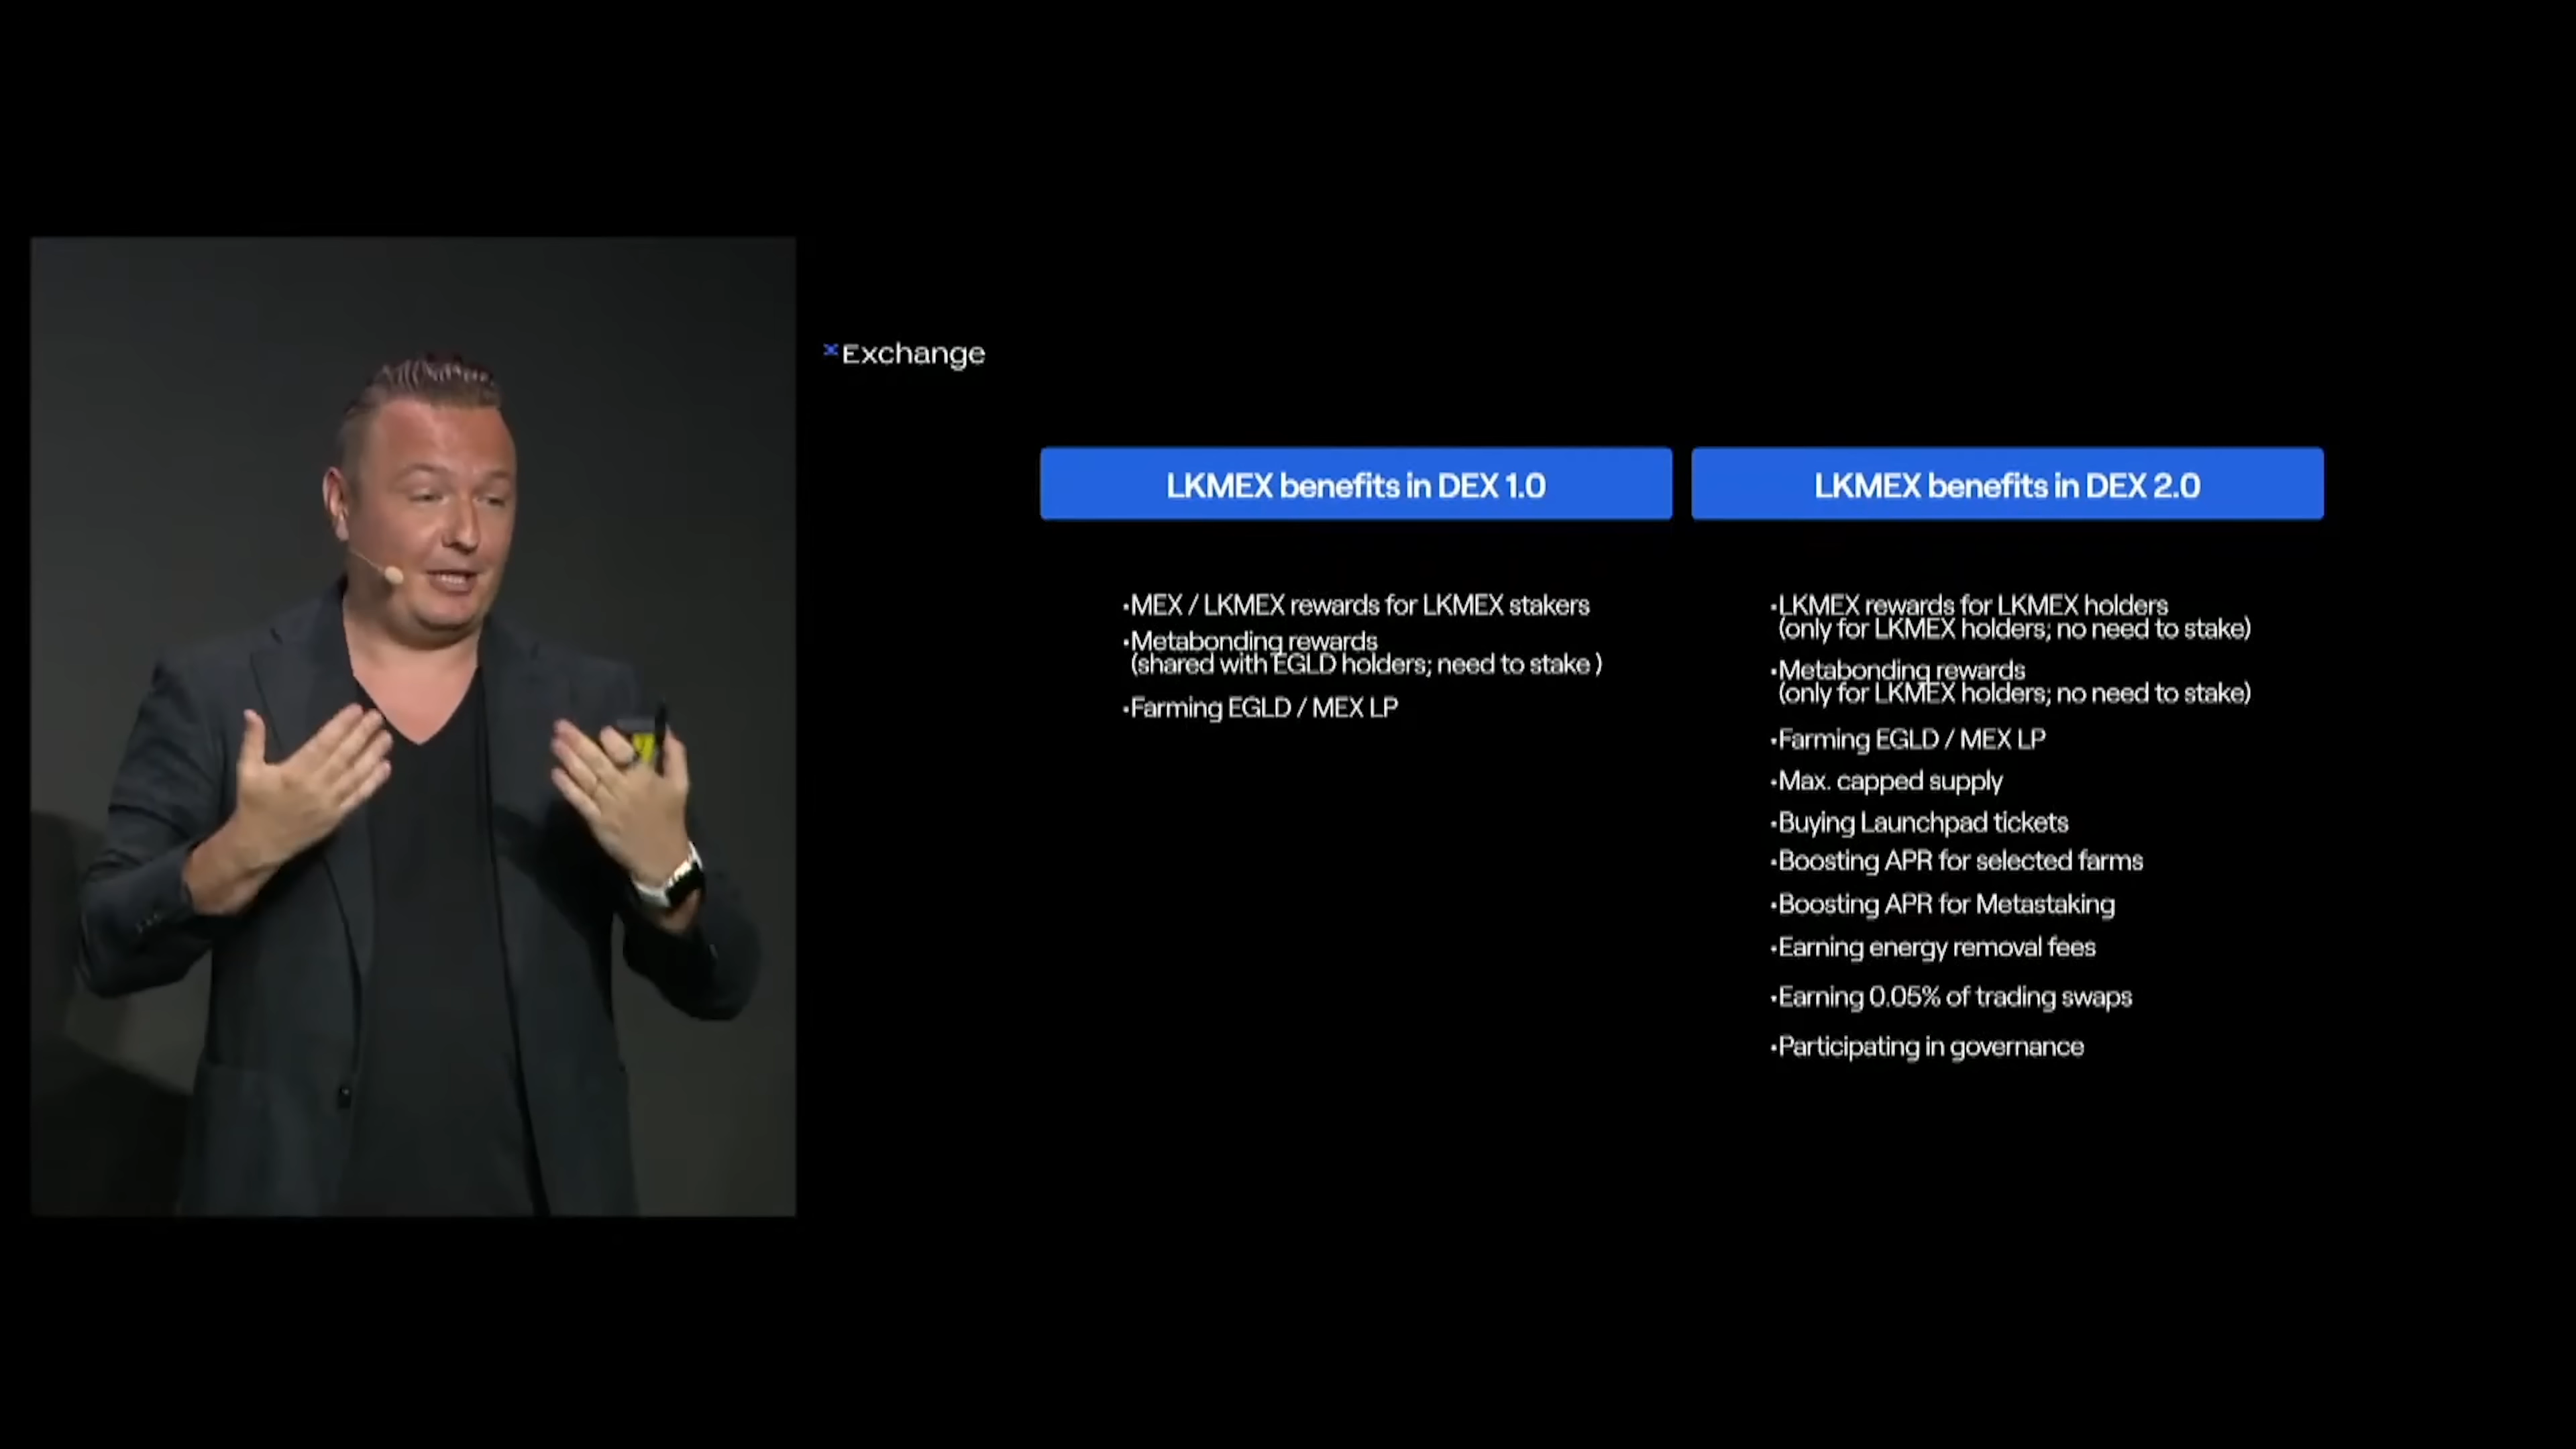 Exchange
LKMEX benefits in DEX 1.0
•MEX / LKMEX rewards for LKMEX stakers
•Metabonding rewards
(shared with EGLD holders; need to stake )
•Farming EGLD / MEX LP
LKMEX benefits in DEX 2.0
•LKMEX rewards for LKMEX holders
(only for LKMEX holders; no need to stake)
•Metabonding rewards
(only for LKMEX holders; no need to stake)
•Farming EGLD / MEX LP
•Max. capped supply
•Buying Launchpad tickets
•Boosting APR for selected farms
•Boosting APR for Metastaking
•Earning energy removal fees
•Earning 0.05% of trading swaps
•Participating in governance